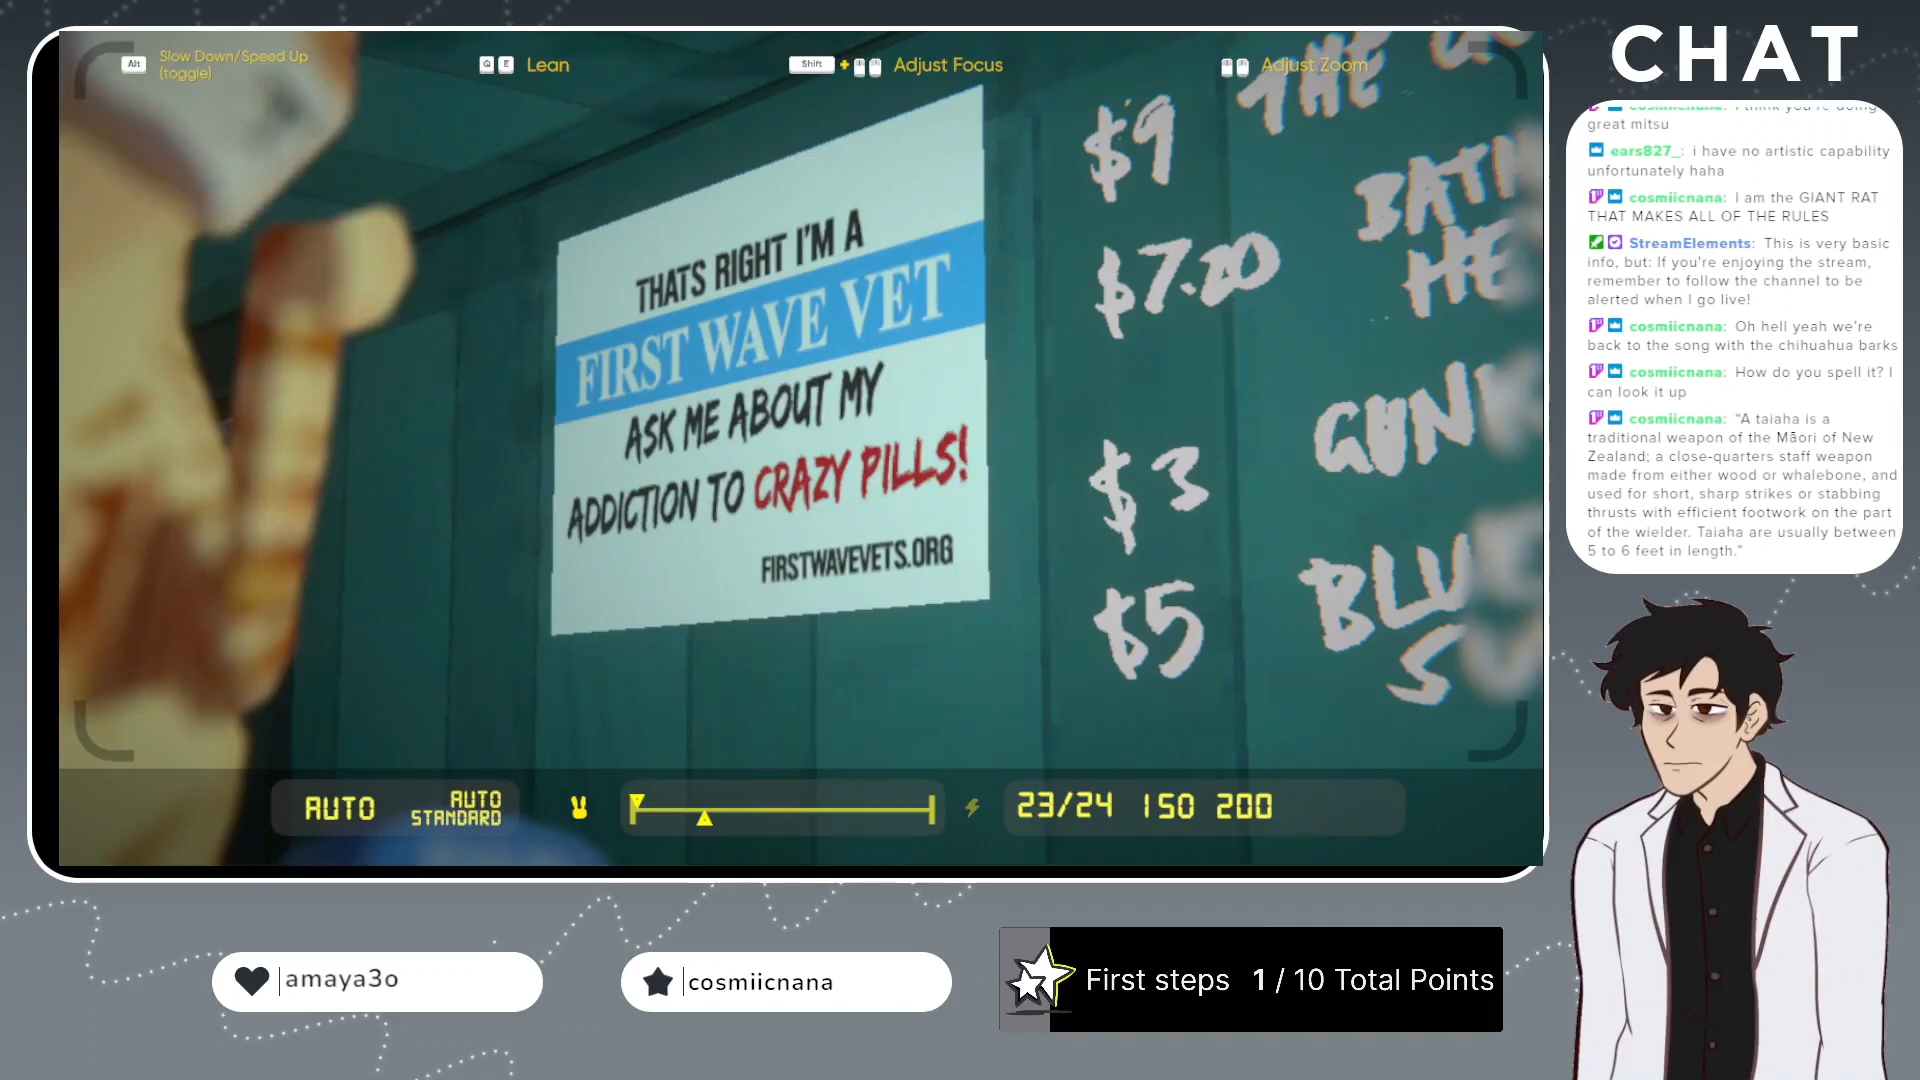 Alt
Slow Down/Speed Up
(toggle)
Q E Lean
Shift + Adjust Focus
Adjust Zoom
THATS RIGHT I'M A
FIRST WAVE VET
ASK ME ABOUT MY
ADDICTION TO CRAZY PILLS!
FIRSTWAVEVETS.ORG
$9 THE
$7.20 BATH
HE
$3 GUNK
$5 BLUE
AUTO
AUTO
STANDARD
23/24 ISO 200
CHAT
great mitsu
ears827_: i have no artistic capability
unfortunately haha
cosmiicnana: I am the GIANT RAT
THAT MAKES ALL OF THE RULES
StreamElements: This is very basic
info, but: If you're enjoying the stream,
remember to follow the channel to be
alerted when I go live!
cosmiicnana: Oh hell yeah we're
back to the song with the chihuahua barks
cosmiicnana: How do you spell it? I
can look it up
cosmiicnana: "A taiaha is a
traditional weapon of the Māori of New
Zealand; a close-quarters staff weapon
made from either wood or whalebone, and
used for short, sharp strikes or stabbing
thrusts with efficient footwork on the part
of the wielder. Taiaha are usually between
5 to 6 feet in length."
amaya3o
cosmiicnana
First steps 1 / 10 Total Points